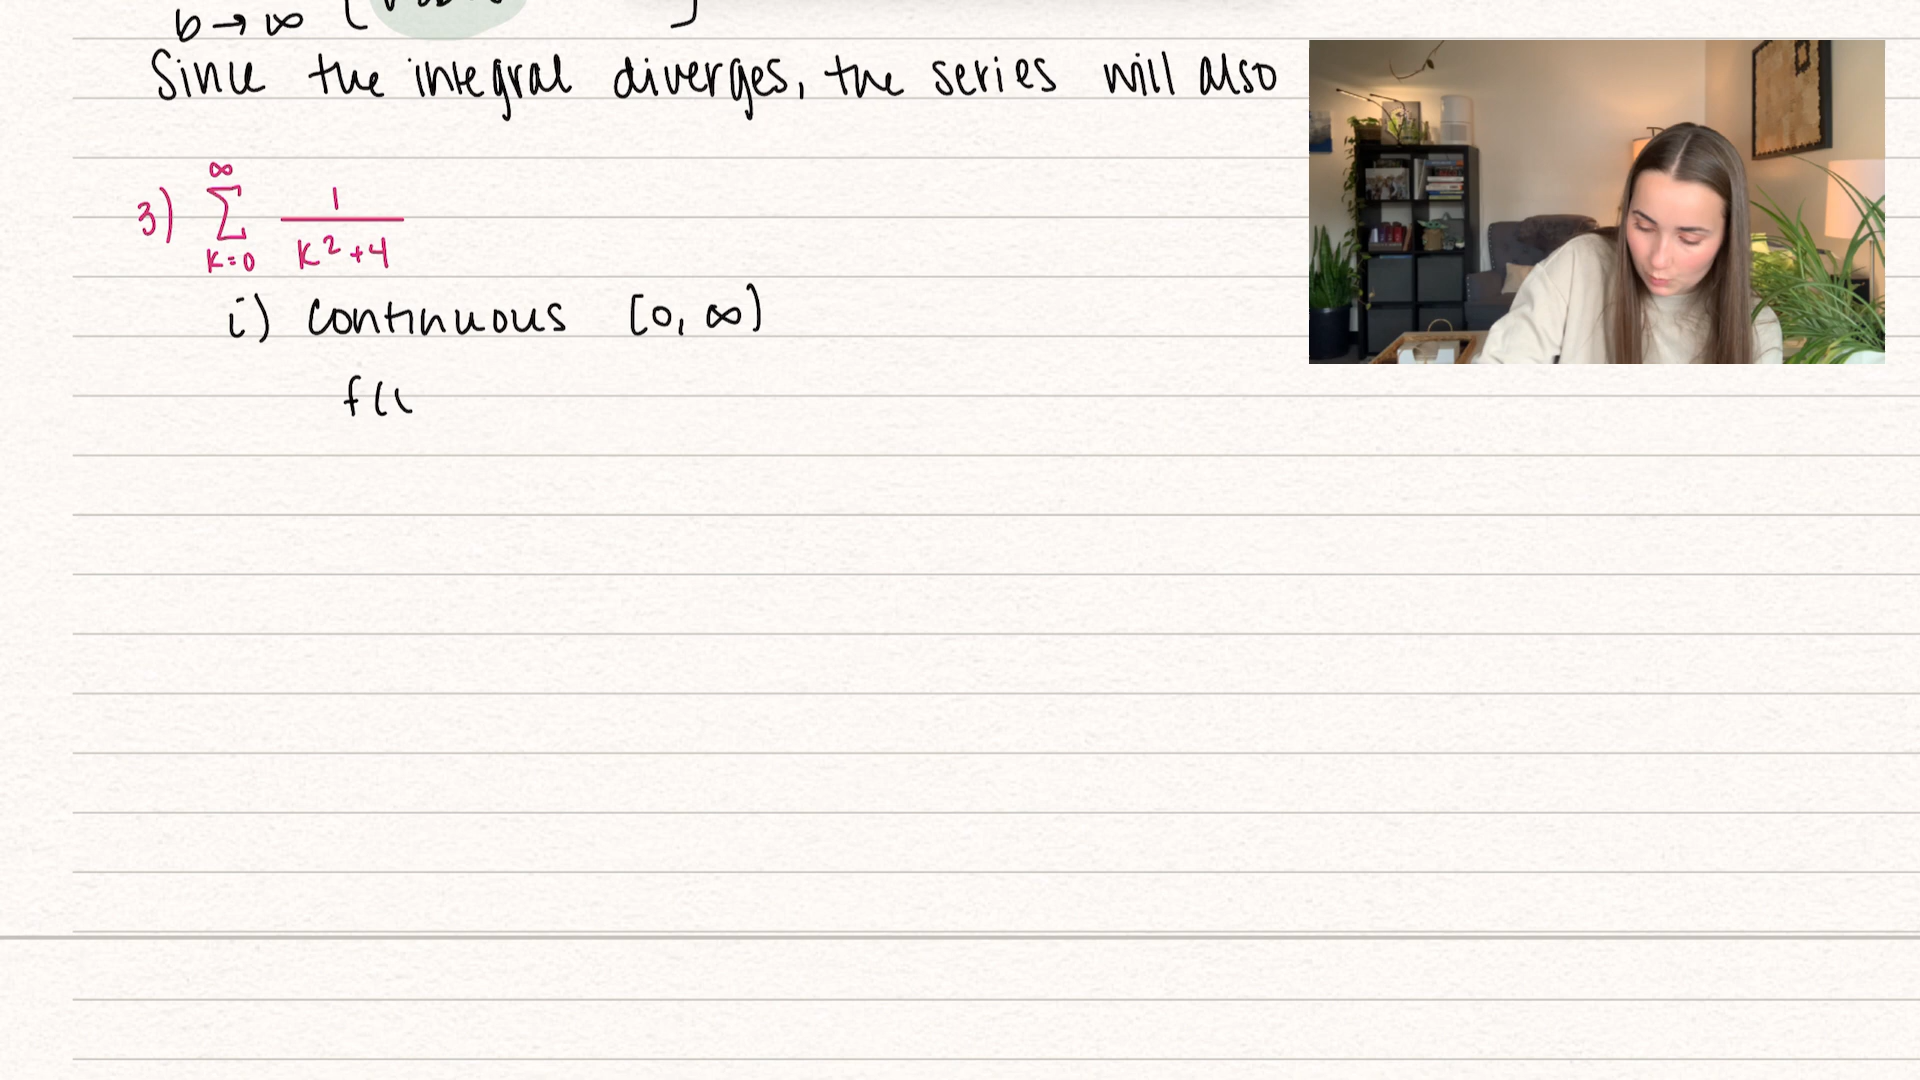 b → ∞ [ ]
Since the integral diverges, the series will also
3) ∞ Σ k=0 1/(k²+4)
i) continuous [0, ∞)
f((